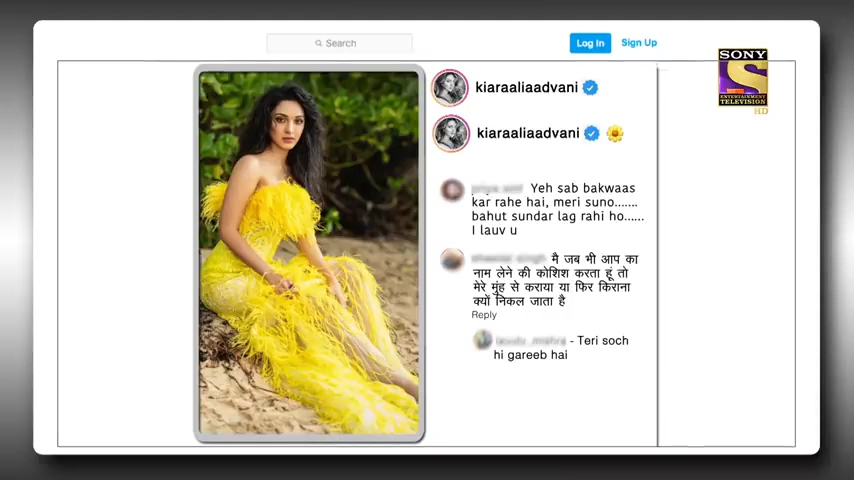 Search
Log In
Sign Up
SONY
ENTERTAINMENT
TELEVISION
HD
kiaraaliaadvani
kiaraaliaadvani
Yeh sab bakwaas
kar rahe hai, meri suno.......
bahut sundar lag rahi ho......
I lauv u
मै जब भी आप का
नाम लेने की कोशिश करता हूं तो
मेरे मुंह से कराया या फिर किराना
क्यों निकल जाता है
Reply
- Teri soch
hi gareeb hai